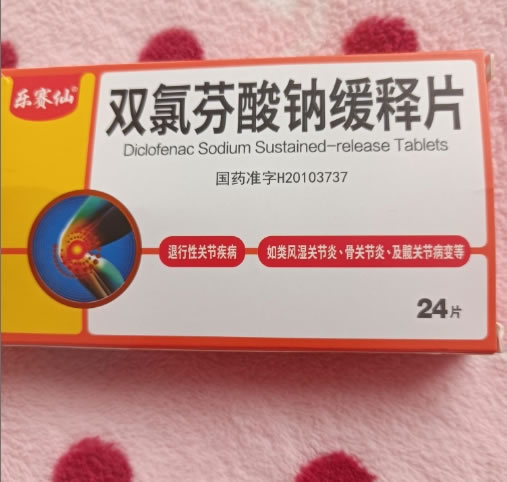 乐赛仙®
双氯芬酸钠缓释片
Diclofenac Sodium Sustained-release Tablets
国药准字H20103737
退行性关节疾病
如类风湿关节炎、骨关节炎、及髋关节病变等
24片